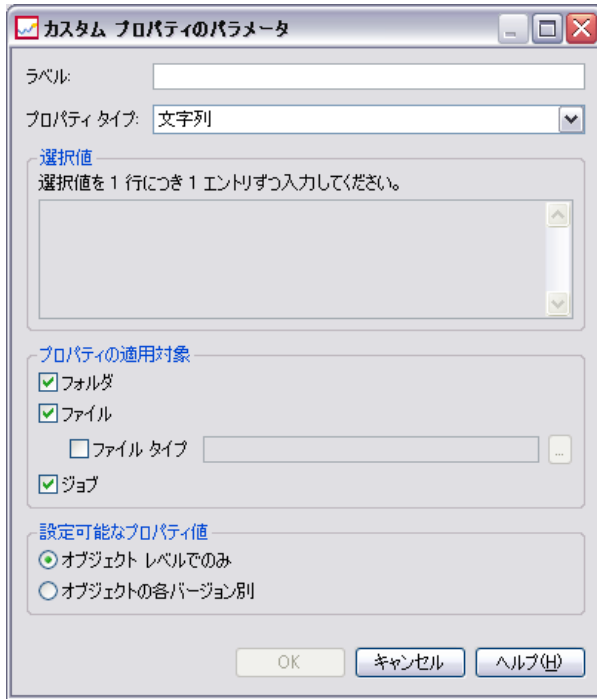 カスタム プロパティのパラメータ
ラベル:
プロパティ タイプ: 文字列
選択値
選択値を 1 行につき 1 エントリずつ入力してください。
プロパティの適用対象
フォルダ
ファイル
ファイル タイプ ...
ジョブ
設定可能なプロパティ値
オブジェクト レベルでのみ
オブジェクトの各バージョン別
OK キャンセル ヘルプ(H)